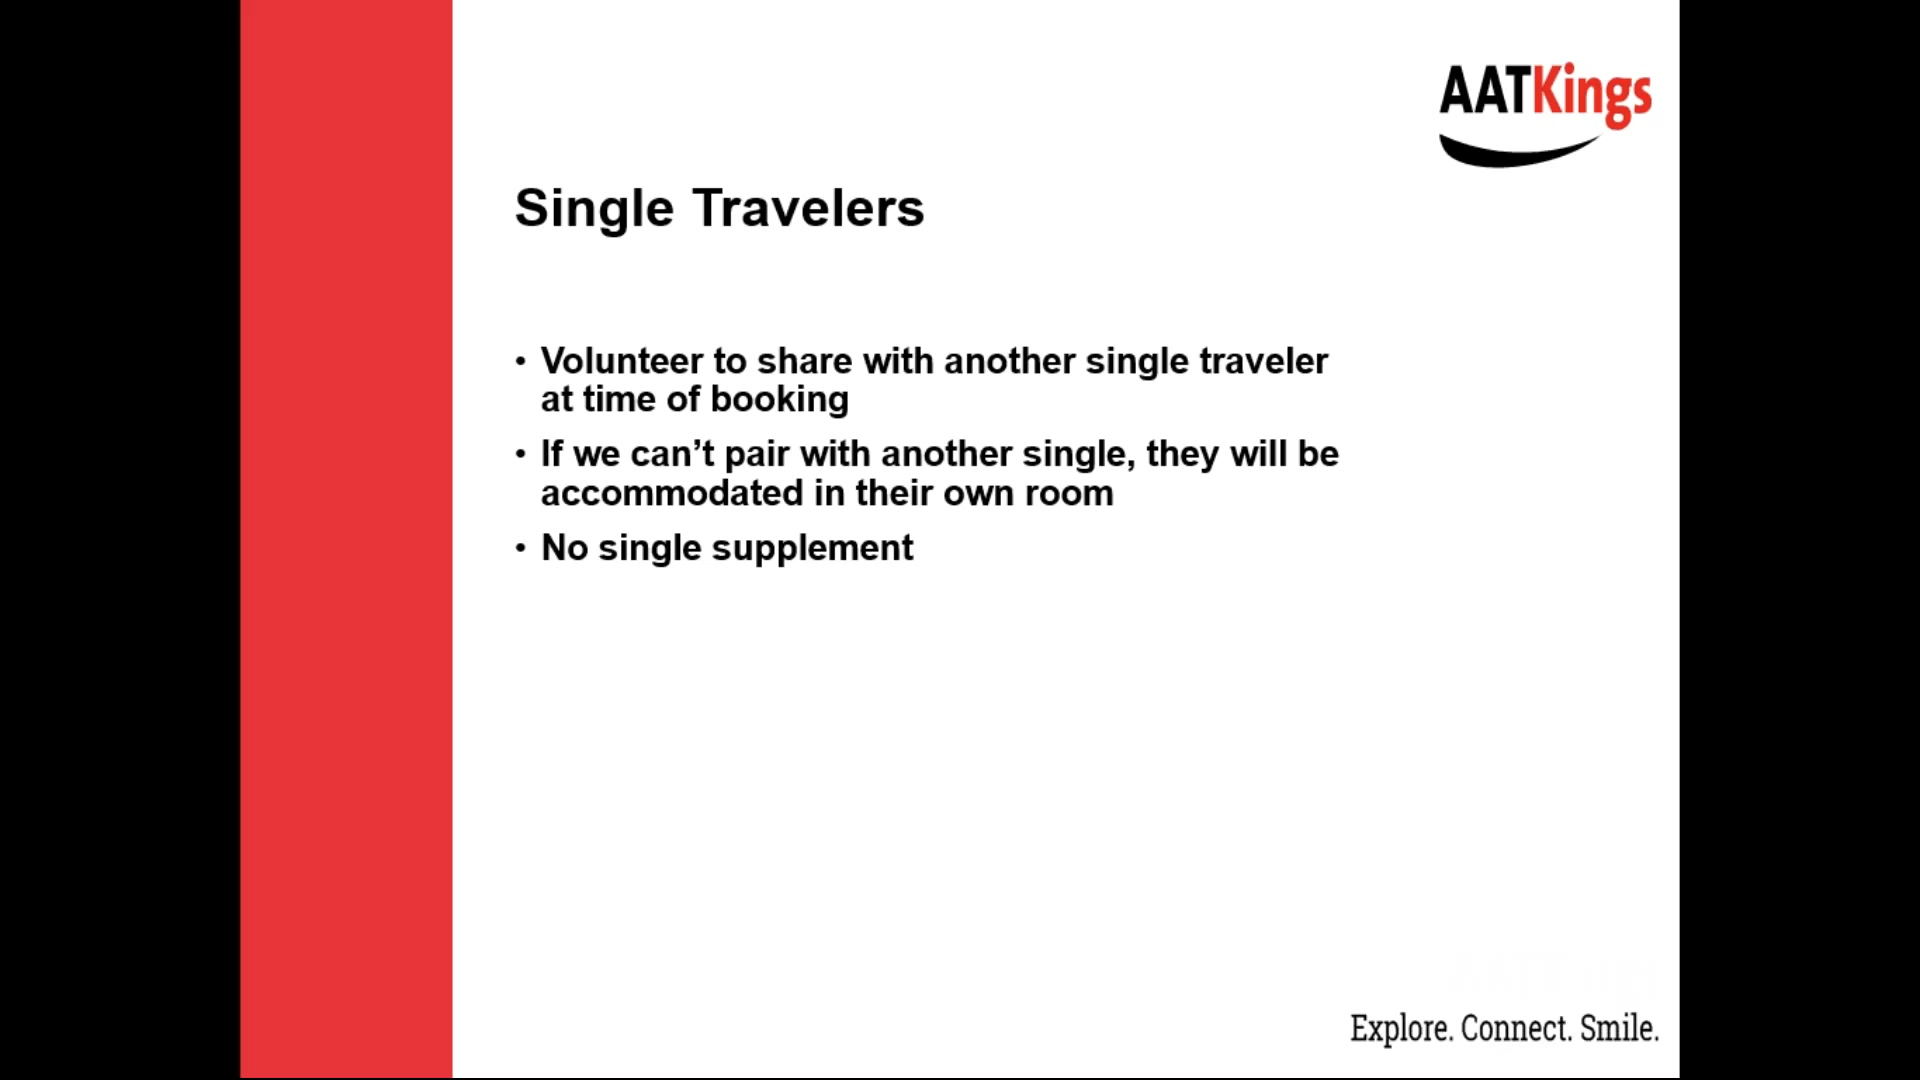 AATKings
Single Travelers
• Volunteer to share with another single traveler
at time of booking
• If we can’t pair with another single, they will be
accommodated in their own room
• No single supplement
Explore. Connect. Smile.